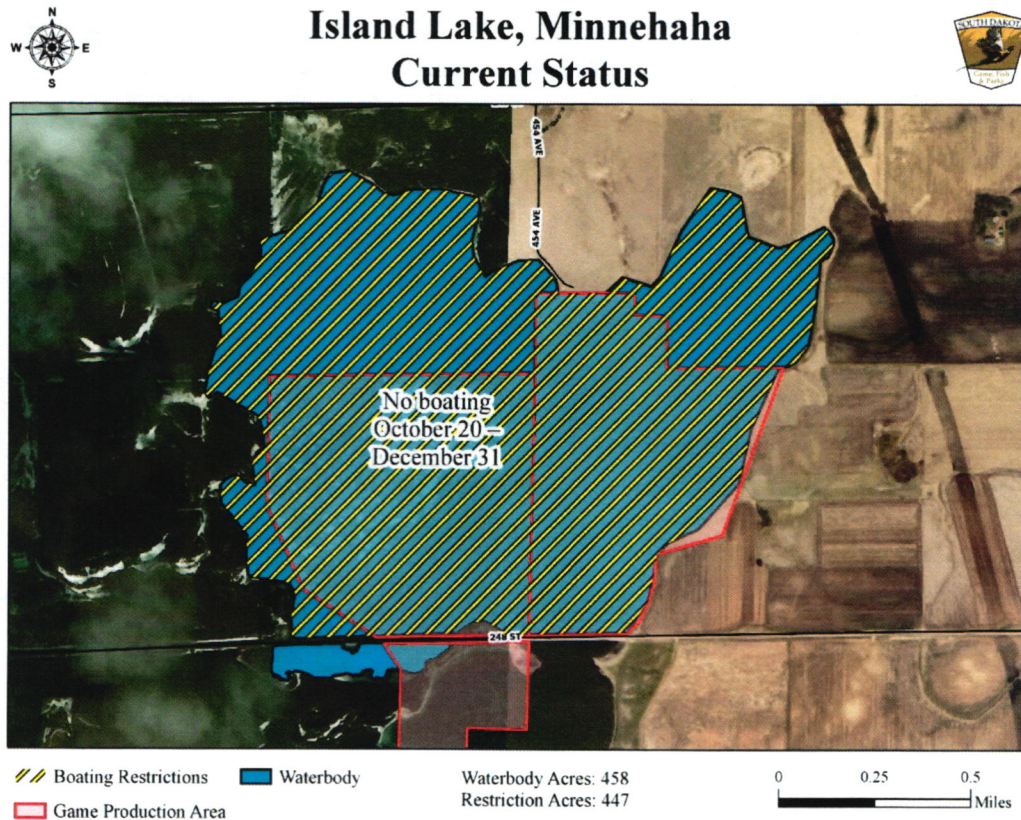 N
W
E
S
Island Lake, Minnehaha
Current Status
SOUTH DAKOTA
Game, Fish
& Parks
454 AVE
454 AVE
No boating
October 20 –
December 31
248 ST
Boating Restrictions
Waterbody
Game Production Area
Waterbody Acres: 458
Restriction Acres: 447
0
0.25
0.5
Miles